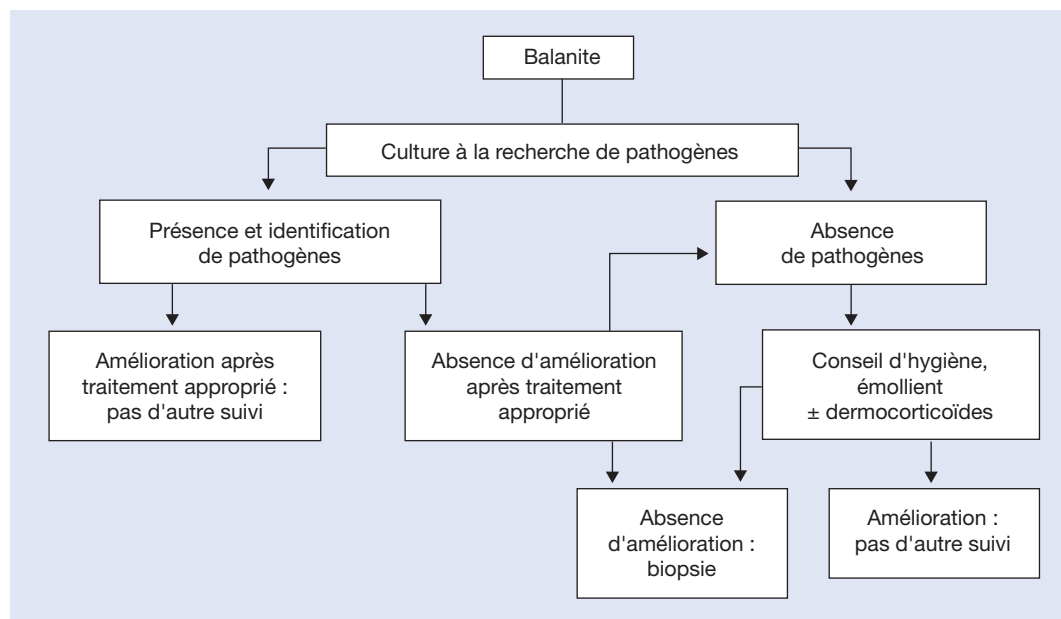 Balanite
Culture à la recherche de pathogènes
Présence et identification
de pathogènes
Absence
de pathogènes
Amélioration après
traitement approprié :
pas d'autre suivi
Absence d'amélioration
après traitement
approprié
Conseil d'hygiène,
émollient
± dermocorticoïdes
Absence
d'amélioration :
biopsie
Amélioration :
pas d'autre suivi